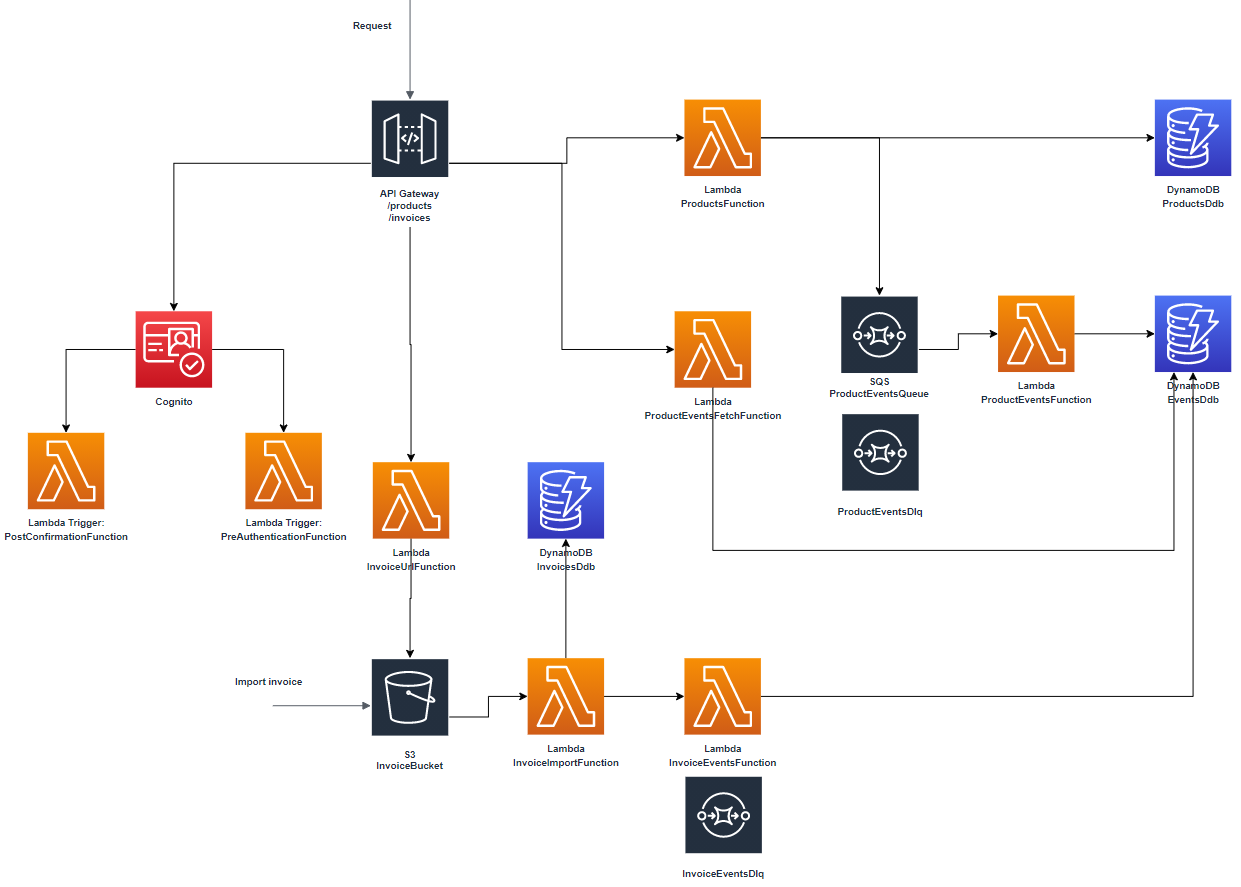 Request
API Gateway
/products
/invoices
Lambda
ProductsFunction
DynamoDB
ProductsDdb
Cognito
Lambda
ProductEventsFetchFunction
SQS
ProductEventsQueue
Lambda
ProductEventsFunction
DynamoDB
EventsDdb
ProductEventsDlq
Lambda Trigger:
PostConfirmationFunction
Lambda Trigger:
PreAuthenticationFunction
Lambda
InvoiceUrlFunction
DynamoDB
InvoicesDdb
Import invoice
S3
InvoiceBucket
Lambda
InvoiceImportFunction
Lambda
InvoiceEventsFunction
InvoiceEventsDlq